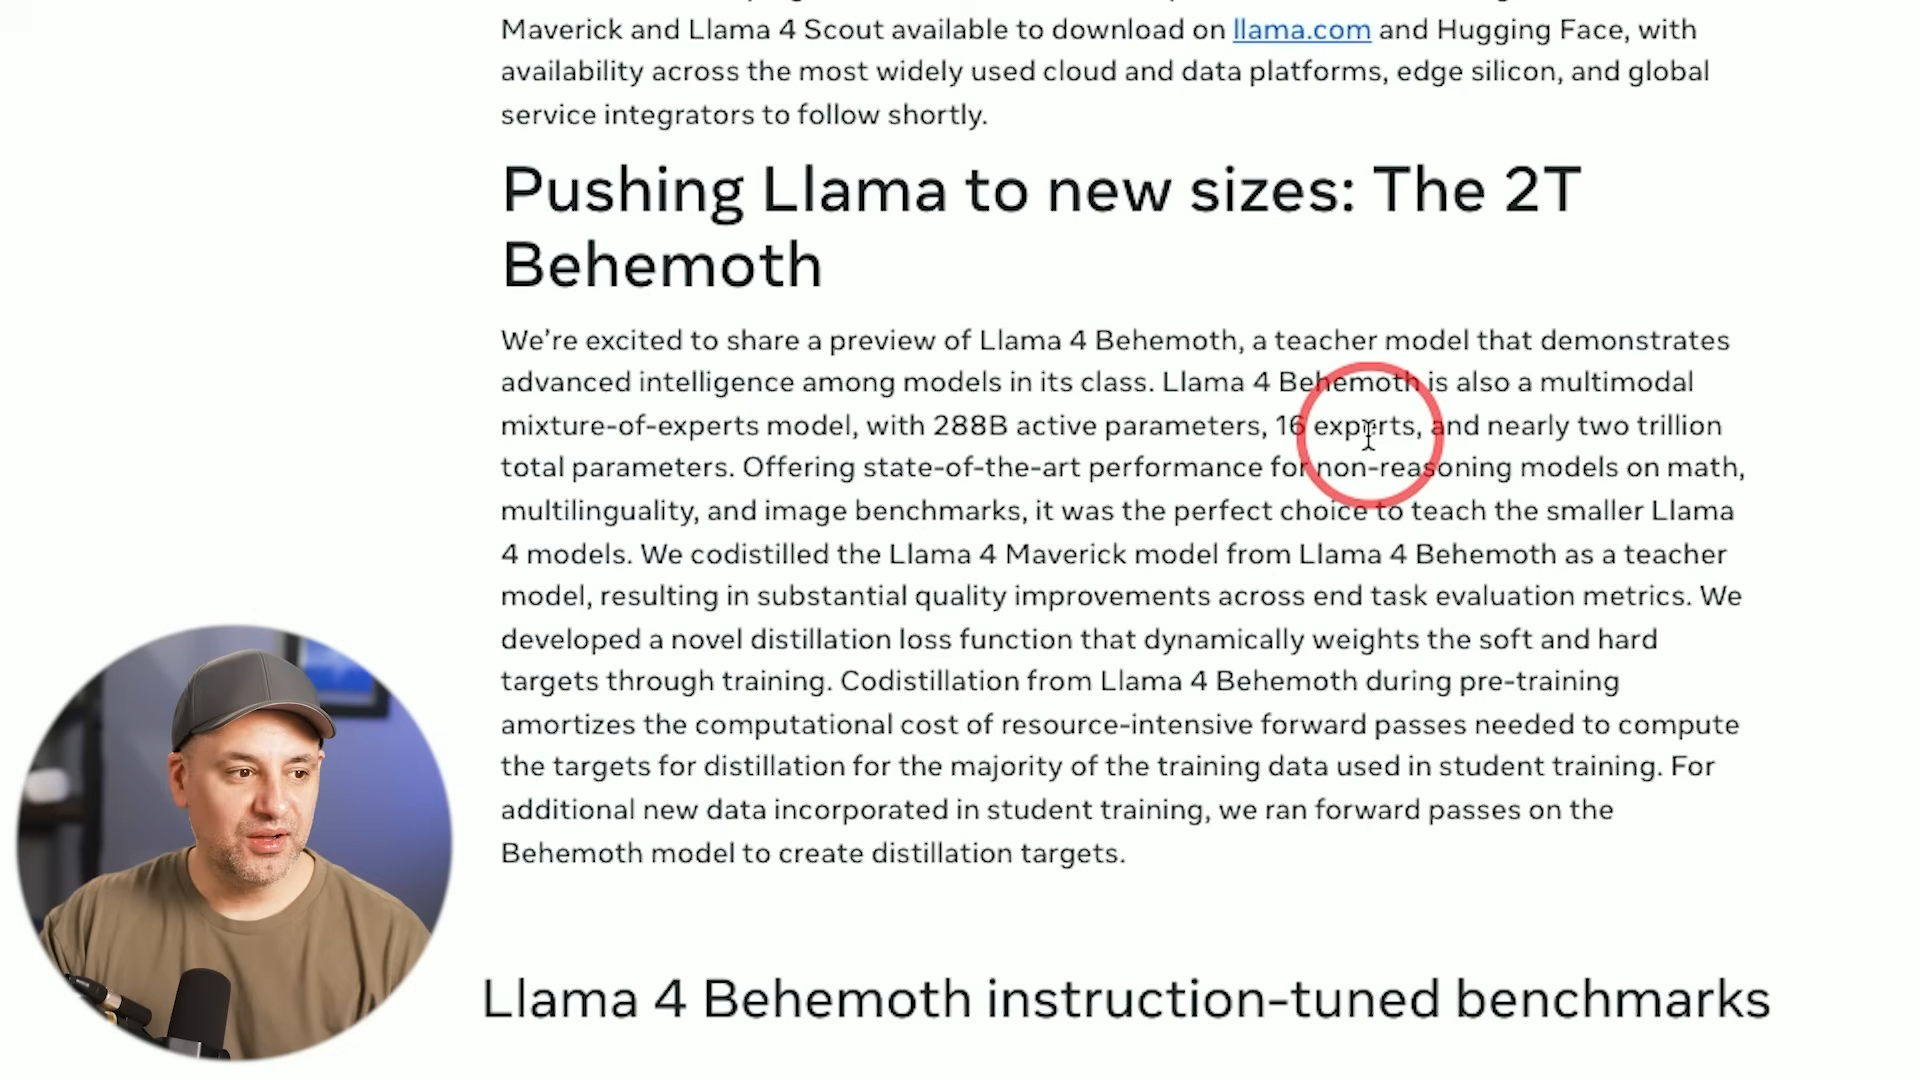 Maverick and Llama 4 Scout available to download on llama.com and Hugging Face, with
availability across the most widely used cloud and data platforms, edge silicon, and global
service integrators to follow shortly.
Pushing Llama to new sizes: The 2T
Behemoth
We’re excited to share a preview of Llama 4 Behemoth, a teacher model that demonstrates
advanced intelligence among models in its class. Llama 4 Behemoth is also a multimodal
mixture-of-experts model, with 288B active parameters, 16 experts, and nearly two trillion
total parameters. Offering state-of-the-art performance for non-reasoning models on math,
multilinguality, and image benchmarks, it was the perfect choice to teach the smaller Llama
4 models. We codistilled the Llama 4 Maverick model from Llama 4 Behemoth as a teacher
model, resulting in substantial quality improvements across end task evaluation metrics. We
developed a novel distillation loss function that dynamically weights the soft and hard
targets through training. Codistillation from Llama 4 Behemoth during pre-training
amortizes the computational cost of resource-intensive forward passes needed to compute
the targets for distillation for the majority of the training data used in student training. For
additional new data incorporated in student training, we ran forward passes on the
Behemoth model to create distillation targets.
Llama 4 Behemoth instruction-tuned benchmarks